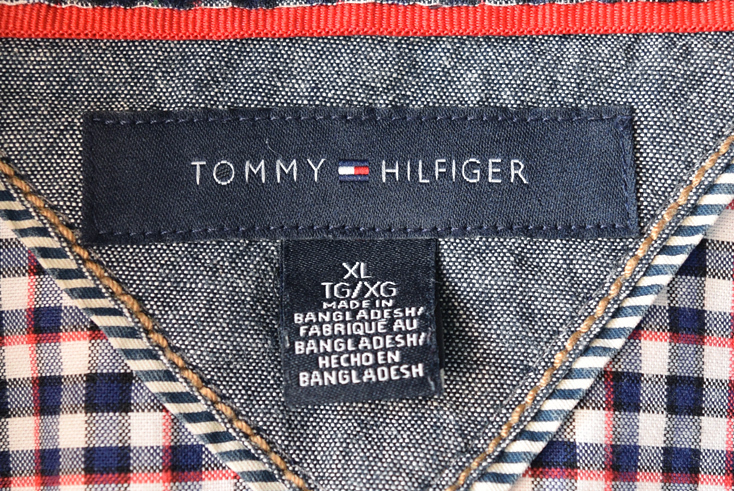 TOMMY HILFIGER
XL
TG/XG
MADE IN
BANGLADESH/
FABRIQUÉ AU
BANGLADESH/
HECHO EN
BANGLADESH